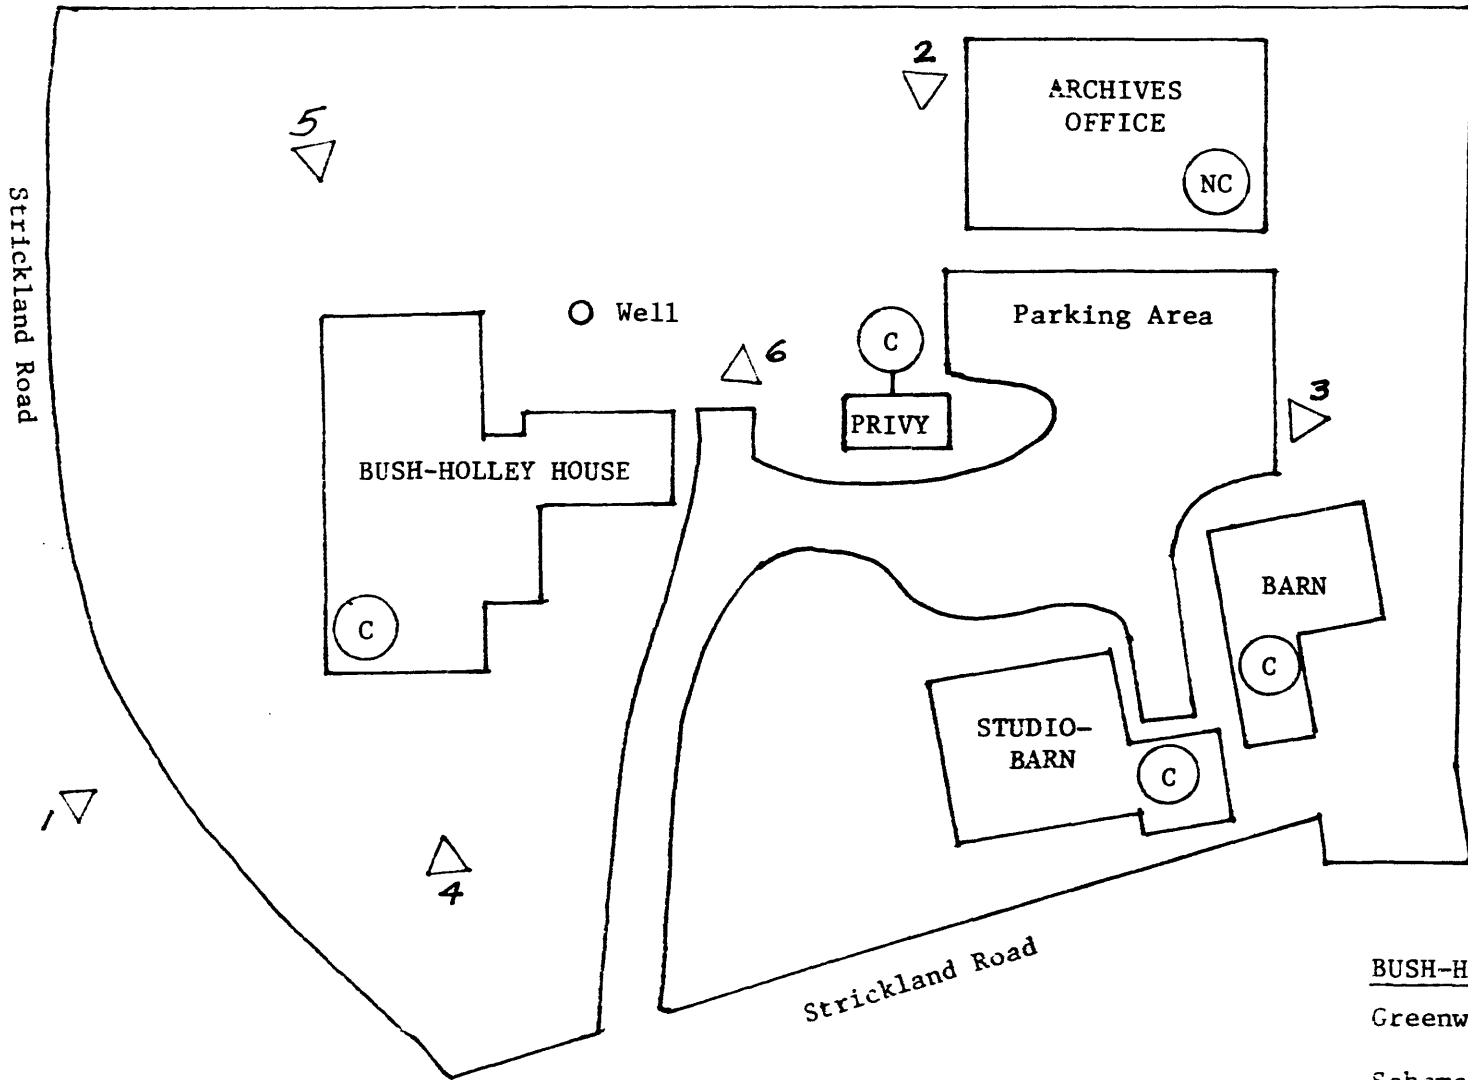 2
ARCHIVES
OFFICE
NC
5
Strickland Road
Well
6
C
Parking Area
PRIVY
3
BUSH-HOLLEY HOUSE
C
BARN
C
STUDIO-
BARN
C
1
4
Strickland Road
BUSH-H
Greenw